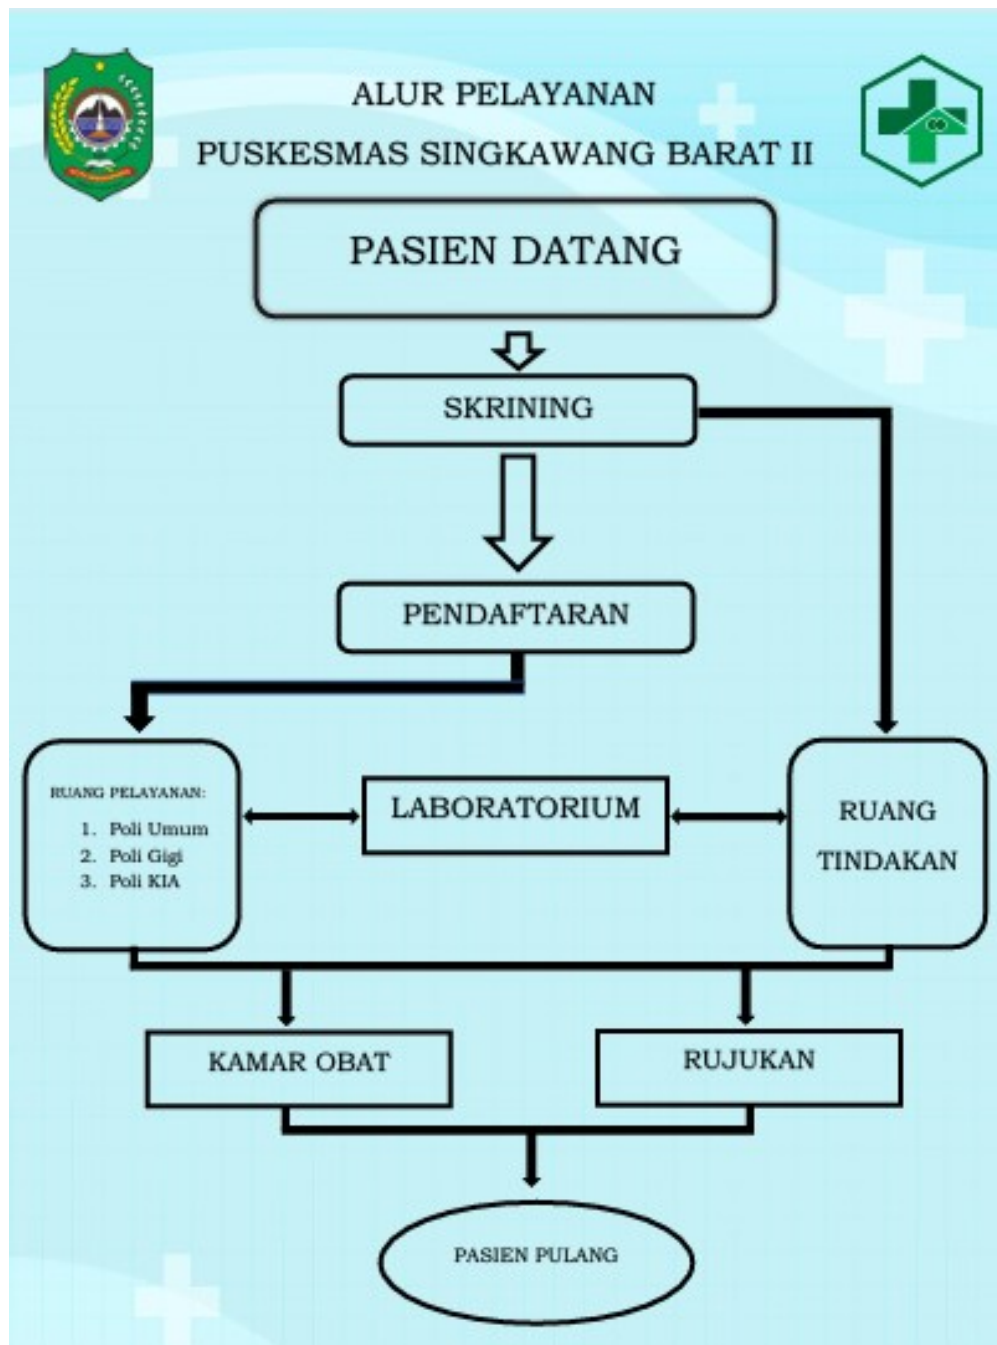 ALUR PELAYANAN
PUSKESMAS SINGKAWANG BARAT II
PASIEN DATANG
SKRINING
PENDAFTARAN
RUANG PELAYANAN:
1. Poli Umum
2. Poli Gigi
3. Poli KIA
LABORATORIUM
RUANG
TINDAKAN
KAMAR OBAT
RUJUKAN
PASIEN PULANG